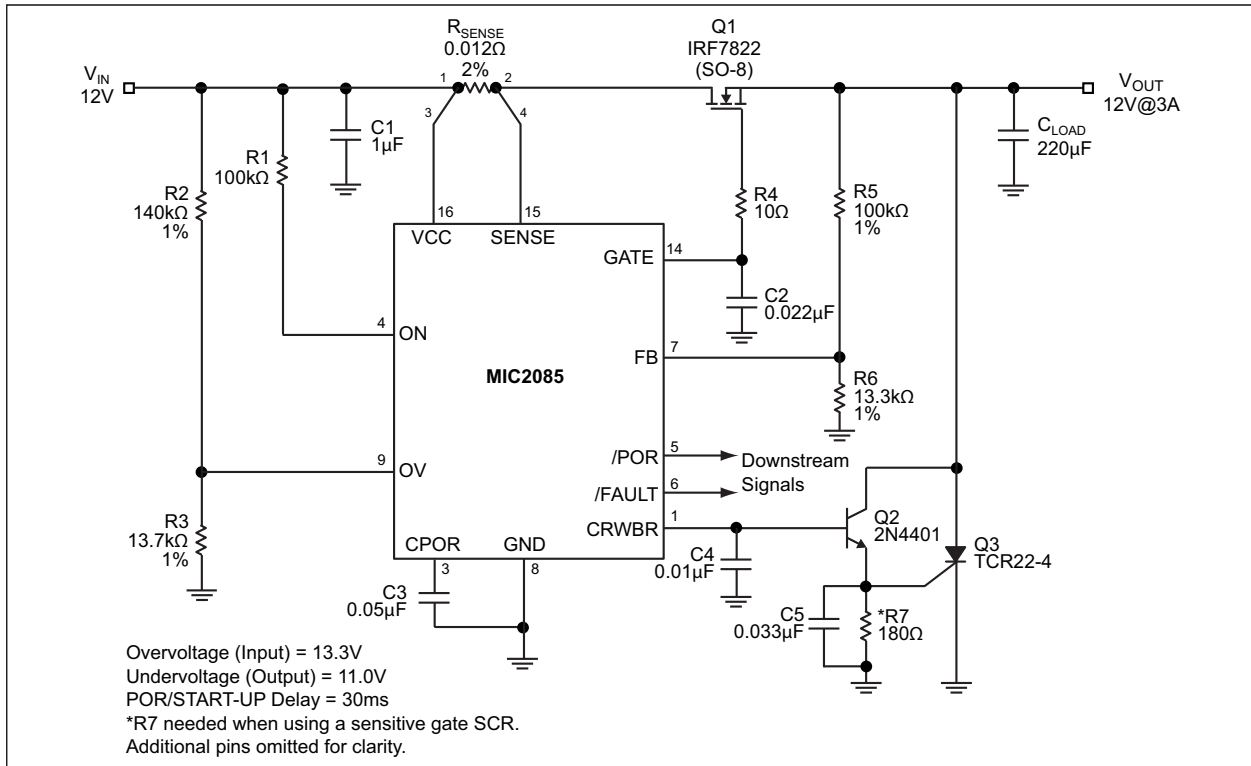 R_SENSE
0.012Ω
2%
Q1
IRF7822
(SO-8)
V_IN
12V
1
2
3
4
V_OUT
12V@3A
C1
1µF
C_LOAD
220µF
R1
100kΩ
R2
140kΩ
1%
R4
10Ω
R5
100kΩ
1%
16
15
VCC
SENSE
GATE
14
C2
0.022µF
4
ON
FB
7
MIC2085
R6
13.3kΩ
1%
/POR
5
Downstream
Signals
9
OV
/FAULT
6
CRWBR
1
Q2
2N4401
R3
13.7kΩ
1%
CPOR
GND
3
8
C4
0.01µF
Q3
TCR22-4
C3
0.05µF
C5
0.033µF
*R7
180Ω
Overvoltage (Input) = 13.3V
Undervoltage (Output) = 11.0V
POR/START-UP Delay = 30ms
*R7 needed when using a sensitive gate SCR.
Additional pins omitted for clarity.